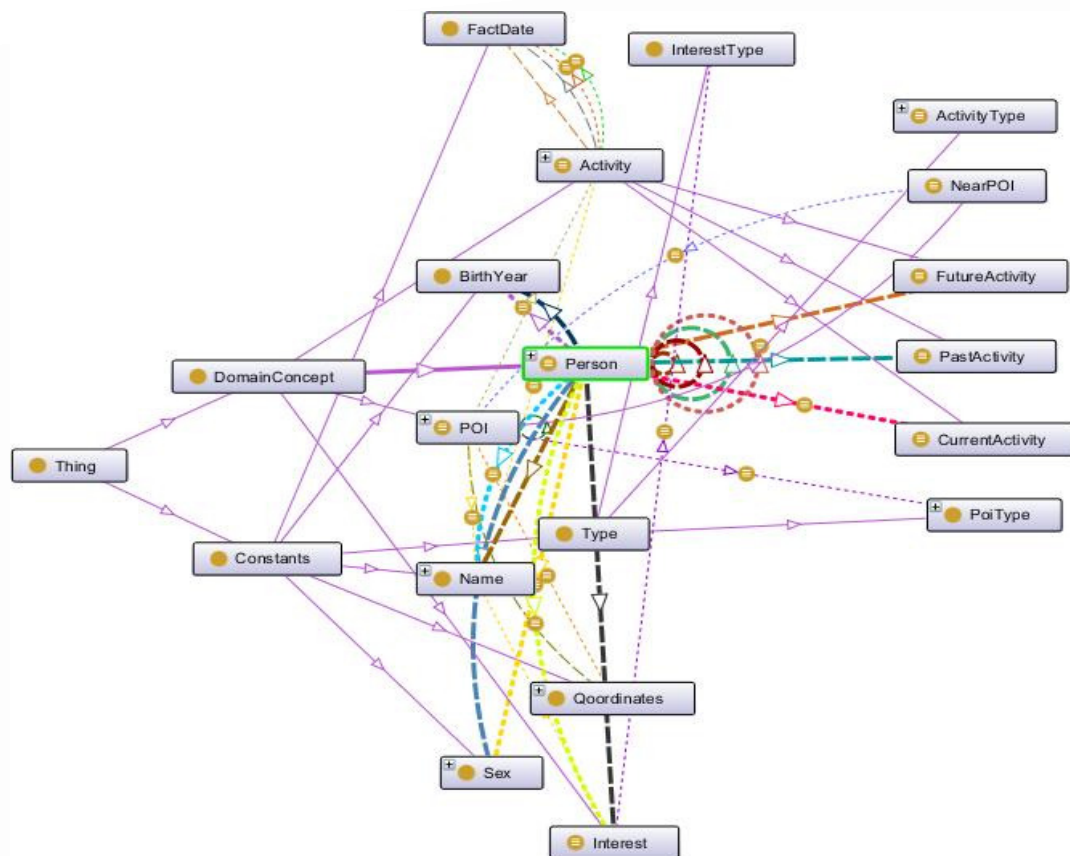 FactDate
InterestType
ActivityType
Activity
NearPOI
BirthYear
FutureActivity
Person
PastActivity
DomainConcept
POI
CurrentActivity
Thing
PoiType
Type
Constants
Name
Qoordinates
Sex
Interest